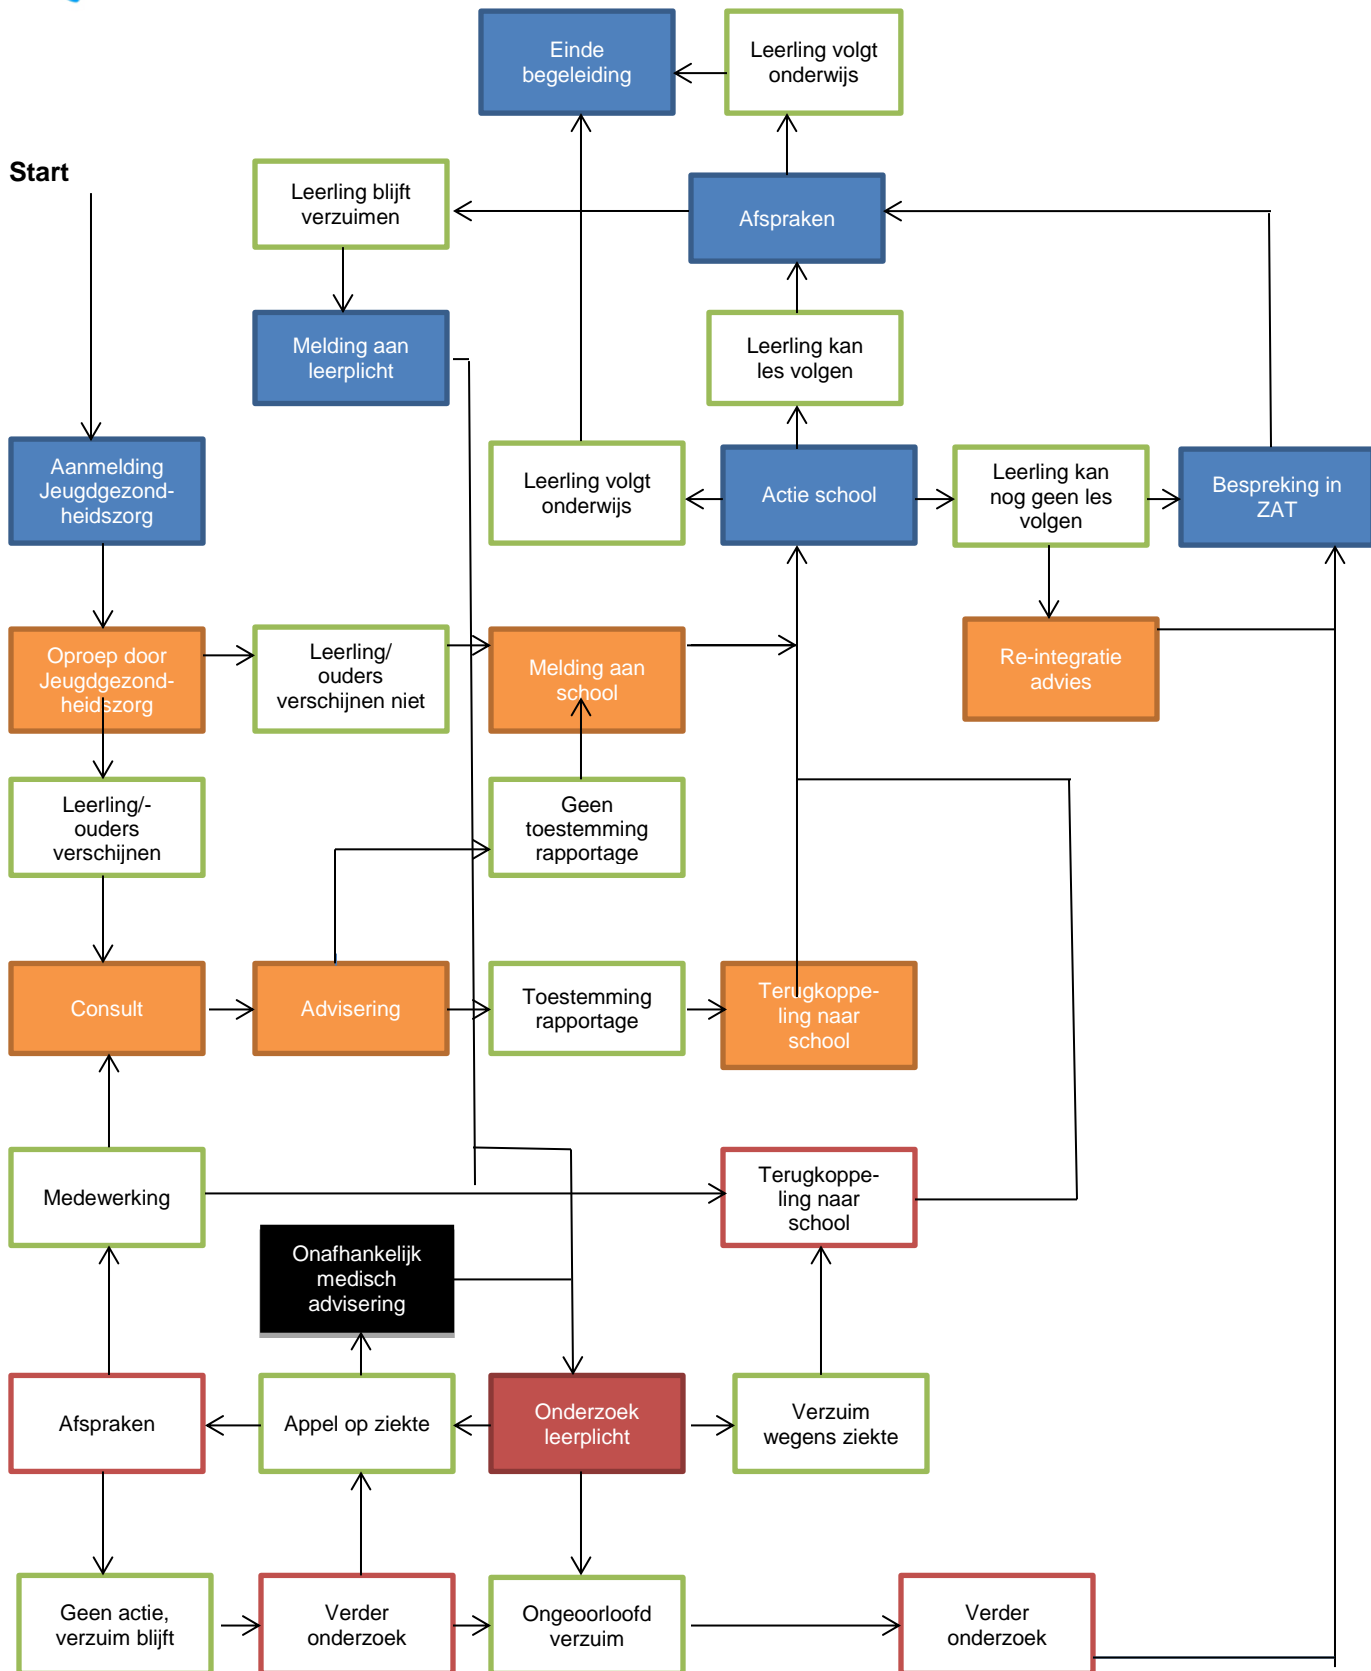 Einde
begeleiding
Leerling volgt
onderwijs
Start
Leerling blijft
verzuimen
Afspraken
Melding aan
leerplicht
Leerling kan
les volgen
Aanmelding
Jeugdgezond-
heidszorg
Leerling volgt
onderwijs
Actie school
Leerling kan
nog geen les
volgen
Bespreking in
ZAT
Oproep door
Jeugdgezond-
heidszorg
Leerling/
ouders
verschijnen niet
Melding aan
school
Re-integratie
advies
Leerling/-
ouders
verschijnen
Geen
toestemming
rapportage
Consult
Advisering
Toestemming
rapportage
Terugkoppe-
ling naar
school
Medewerking
Terugkoppe-
ling naar
school
Onafhankelijk
medisch
advisering
Afspraken
Appel op ziekte
Onderzoek
leerplicht
Verzuim
wegens ziekte
Geen actie,
verzuim blijft
Verder
onderzoek
Ongeoorloofd
verzuim
Verder
onderzoek